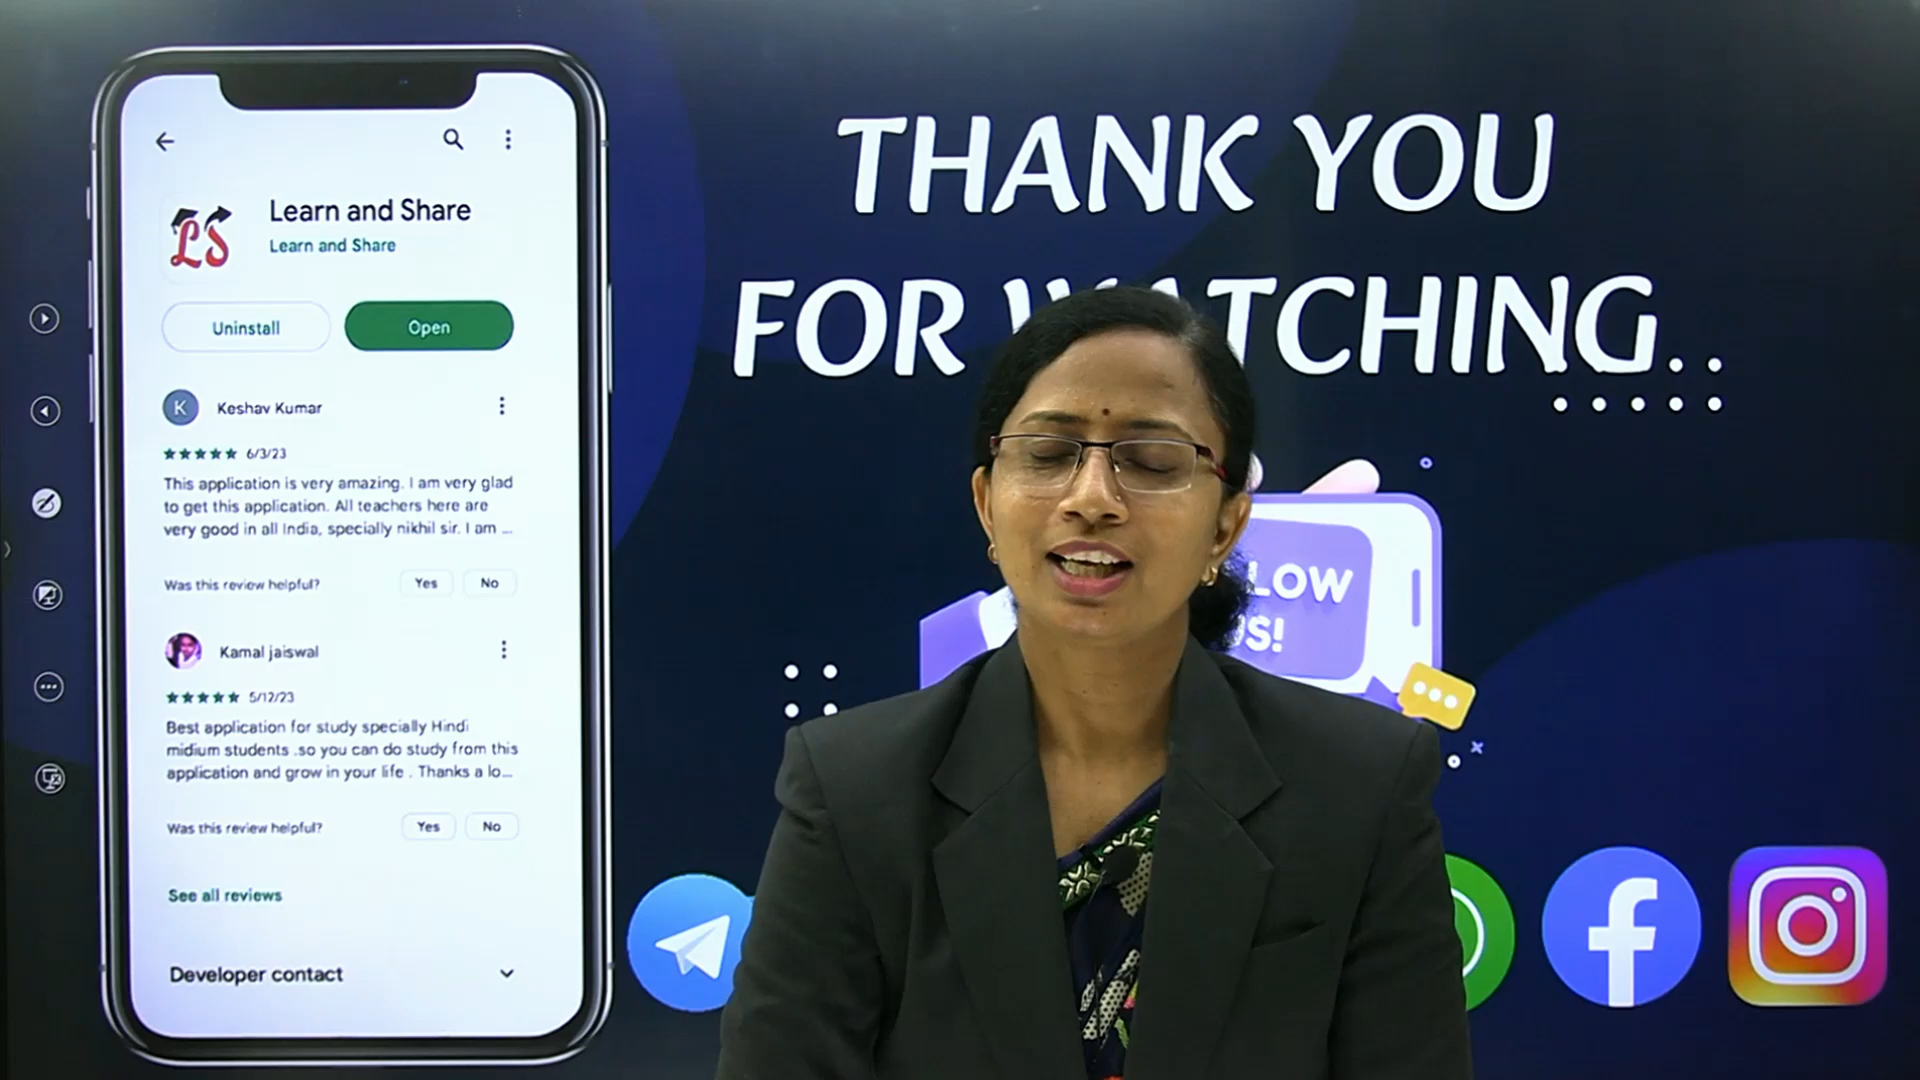 THANK YOU
FOR WATCHING..
Learn and Share
Learn and Share
LS
Uninstall
Open
K
Keshav Kumar
6/3/23
This application is very amazing. I am very glad
to get this application. All teachers here are
very good in all India, specially nikhil sir. I am ...
Was this review helpful?
Yes
No
Kamal jaiswal
5/12/23
Best application for study specially Hindi
midium students .so you can do study from this
application and grow in your life . Thanks a lo...
Was this review helpful?
Yes
No
See all reviews
Developer contact
LOW
US!